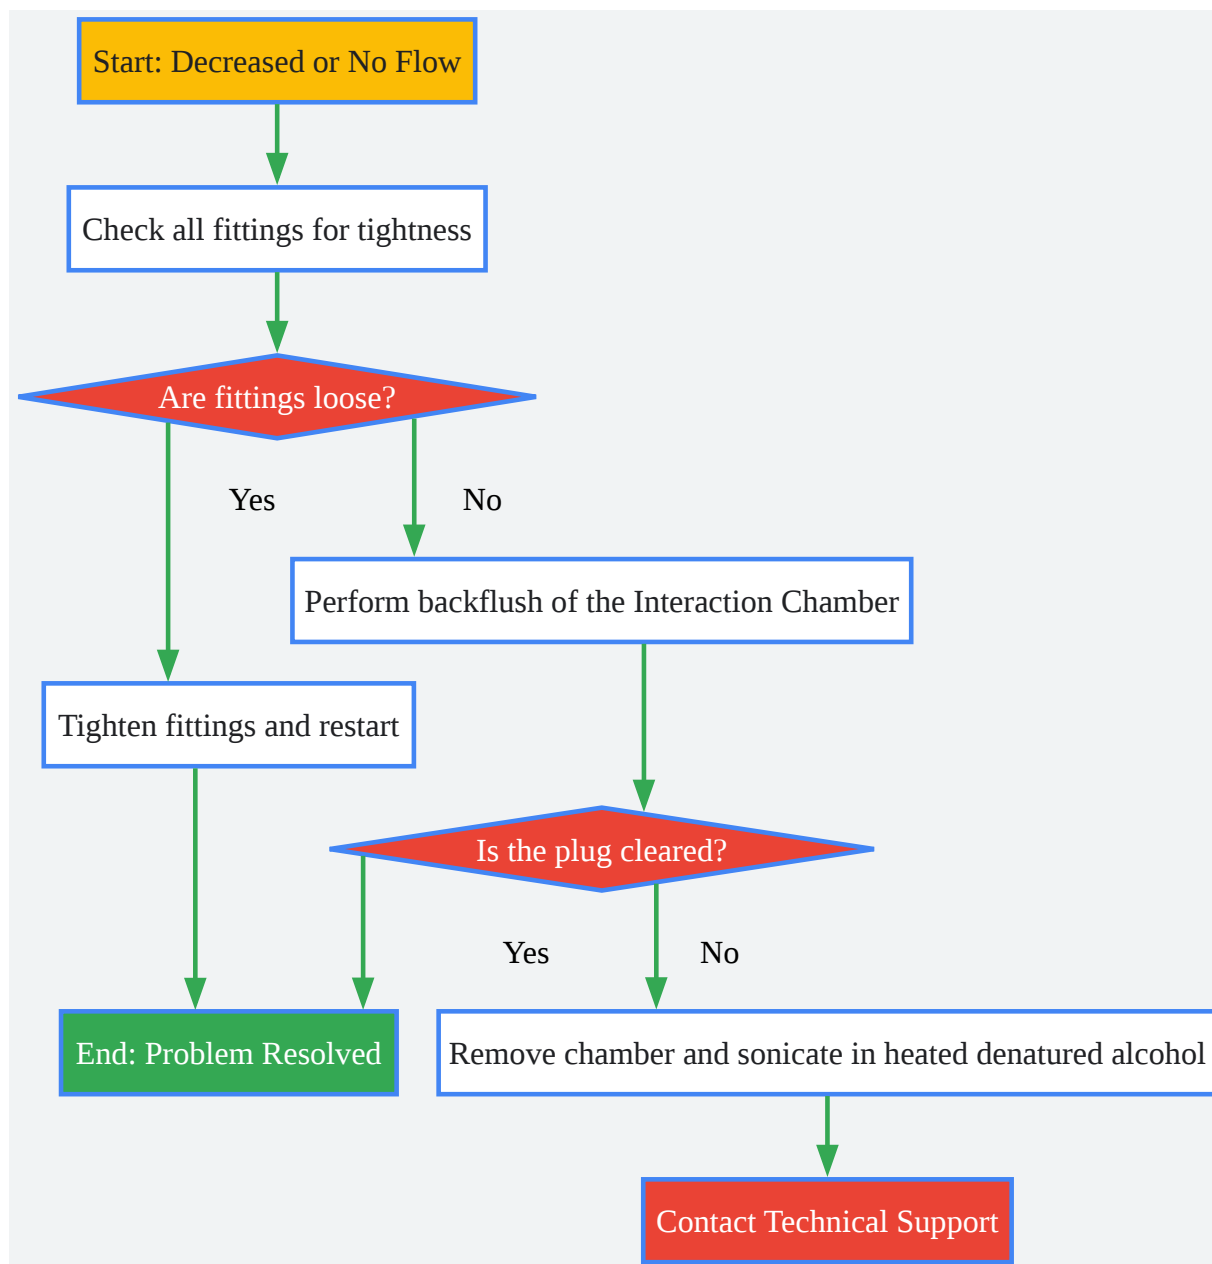 Start: Decreased or No Flow
Check all fittings for tightness
Are fittings loose?
Yes
No
Perform backflush of the Interaction Chamber
Tighten fittings and restart
Is the plug cleared?
Yes
No
End: Problem Resolved
Remove chamber and sonicate in heated denatured alcohol
Contact Technical Support